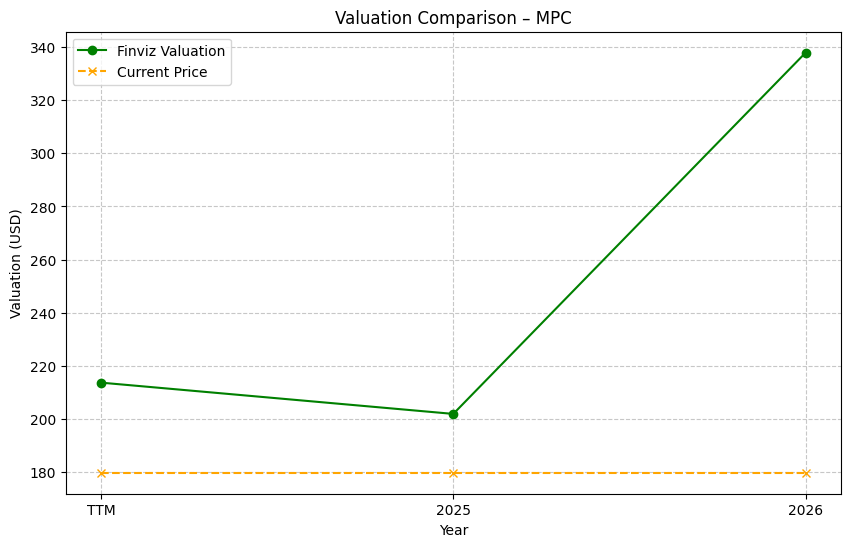 Valuation Comparison – MPC
Finviz Valuation
Current Price
Valuation (USD)
340
320
300
280
260
240
220
200
180
TTM
2025
2026
Year